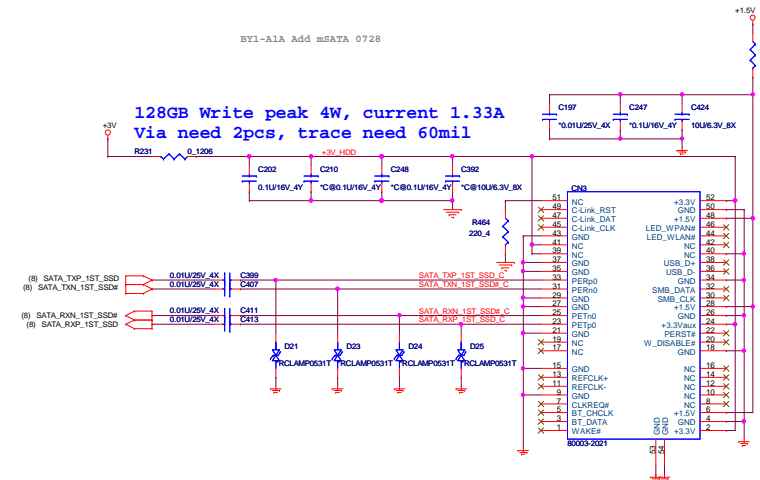 +1.5V
BY1-A1A Add mSATA 0728
128GB Write peak 4W, current 1.33A
Via need 2pcs, trace need 60mil
+3V
R231 0_1206
+3V_HDD
C197
*0.01U/25V_4X
C247
*0.1U/16V_4Y
C424
10U/6.3V_8X
C202
0.1U/16V_4Y
C210
*C@0.1U/16V_4Y
C248
*C@0.1U/16V_4Y
C392
*C@10U/6.3V_8X
R464
220_4
CN3
51 NC +3.3V 52
49 C-Link_RST GND 50
47 C-Link_DAT +1.5V 48
45 C-Link_CLK LED_WPAN# 46
43 GND LED_WLAN# 44
41 NC NC 42
39 NC NC 40
37 GND USB_D+ 38
35 GND USB_D- 36
33 PERp0 GND 34
31 PERn0 SMB_DATA 32
29 GND SMB_CLK 30
27 GND +1.5V 28
25 PETn0 GND 26
23 PETp0 +3.3Vaux 24
21 GND PERST# 22
19 NC W_DISABLE# 20
17 NC GND 18
15 GND NC 16
13 REFCLK+ NC 14
11 REFCLK- NC 12
9 GND NC 10
7 CLKREQ# NC 8
5 BT_CHCLK +1.5V 6
3 BT_DATA GND 4
1 WAKE# +3.3V 2
80003-2021
GND GND
53 54
(8) SATA_TXP_1ST_SSD 0.01U/25V_4X C399 SATA_TXP_1ST_SSD_C
(8) SATA_TXN_1ST_SSD# 0.01U/25V_4X C407 SATA_TXN_1ST_SSD#_C
(8) SATA_RXN_1ST_SSD# 0.01U/25V_4X C411 SATA_RXN_1ST_SSD#_C
(8) SATA_RXP_1ST_SSD 0.01U/25V_4X C413 SATA_RXP_1ST_SSD_C
D21
*RCLAMP0531T
D23
*RCLAMP0531T
D24
*RCLAMP0531T
D25
*RCLAMP0531T